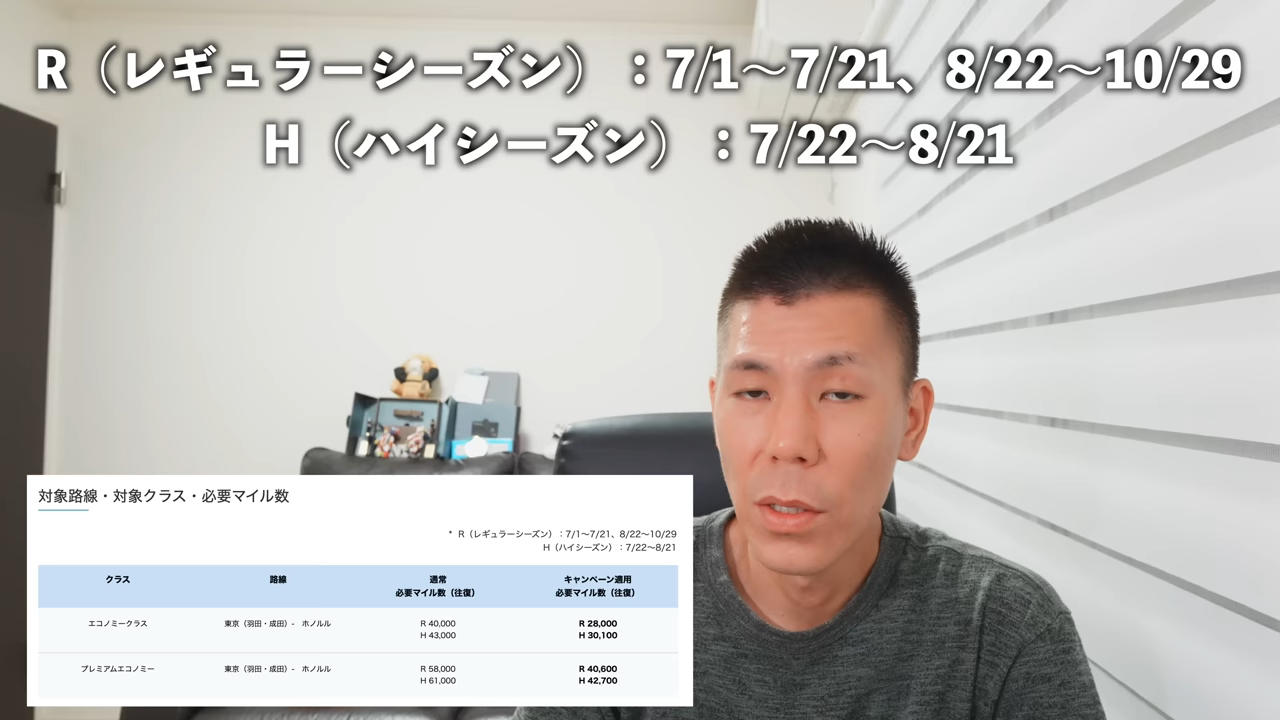 R（レギュラーシーズン）：7/1〜7/21、8/22〜10/29
H（ハイシーズン）：7/22〜8/21
対象路線・対象クラス・必要マイル数
* R（レギュラーシーズン）：7/1〜7/21、8/22〜10/29
H（ハイシーズン）：7/22〜8/21
クラス 路線 通常 キャンペーン適用
必要マイル数（往復） 必要マイル数（往復）
エコノミークラス 東京（羽田・成田）- ホノルル R 40,000 R 28,000
H 43,000 H 30,100
プレミアムエコノミー 東京（羽田・成田）- ホノルル R 58,000 R 40,600
H 61,000 H 42,700